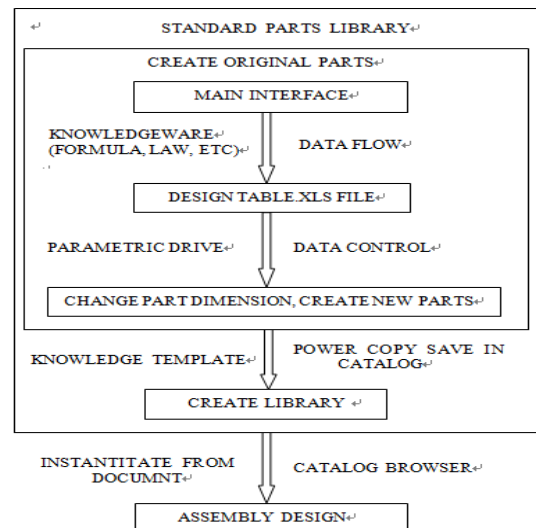 STANDARD PARTS LIBRARY
CREATE ORIGINAL PARTS
MAIN INTERFACE
KNOWLEDGEWARE
(FORMULA, LAW, ETC)
DATA FLOW
DESIGN TABLE.XLS FILE
PARAMETRIC DRIVE
DATA CONTROL
CHANGE PART DIMENSION, CREATE NEW PARTS
KNOWLEDGE TEMPLATE
POWER COPY SAVE IN
CATALOG
CREATE LIBRARY
INSTANTITATE FROM
DOCUMNT
CATALOG BROWSER
ASSEMBLY DESIGN